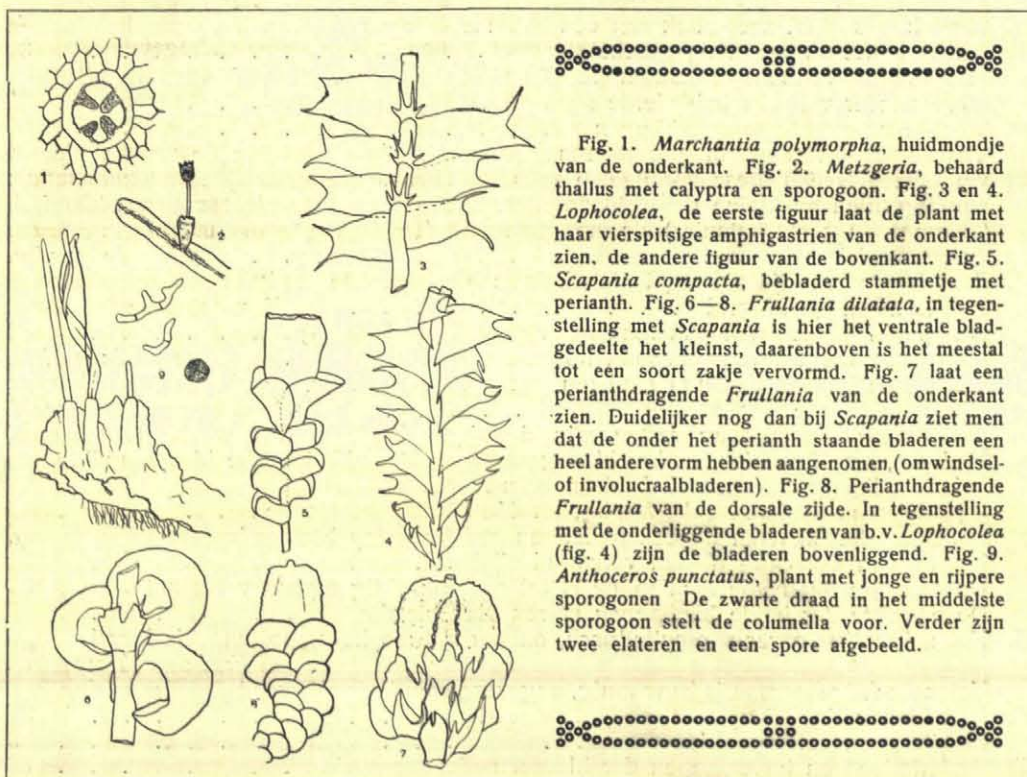 Fig. 1. Marchantia polymorpha, huidmondje
van de onderkant. Fig. 2. Metzgeria, behaard
thallus met calyptra en sporogoon. Fig. 3 en 4.
Lophocolea, de eerste figuur laat de plant met
haar vierspitsige amphigastrien van de onderkant
zien, de andere figuur van de bovenkant. Fig. 5.
Scapania compacta, bebladerd stammetje met
perianth. Fig. 6—8. Frullania dilatata, in tegen-
stelling met Scapania is hier het ventrale blad-
gedeelte het kleinst, daarenboven is het meestal
tot een soort zakje vervormd. Fig. 7 laat een
perianthdragende Frullania van de onderkant
zien. Duidelijker nog dan bij Scapania ziet men
dat de onder het perianth staande bladeren een
heel andere vorm hebben aangenomen (omwindsel-
of involucraalbladeren). Fig. 8. Perianthdragende
Frullania van de dorsale zijde. In tegenstelling
met de onderliggende bladeren van b.v. Lophocolea
(fig. 4) zijn de bladeren bovenliggend. Fig. 9.
Anthoceros punctatus, plant met jonge en rijpere
sporogonen De zwarte draad in het middelste
sporogoon stelt de columella voor. Verder zijn
twee elateren en een spore afgebeeld.
2
3
9
5
4
6
8
7